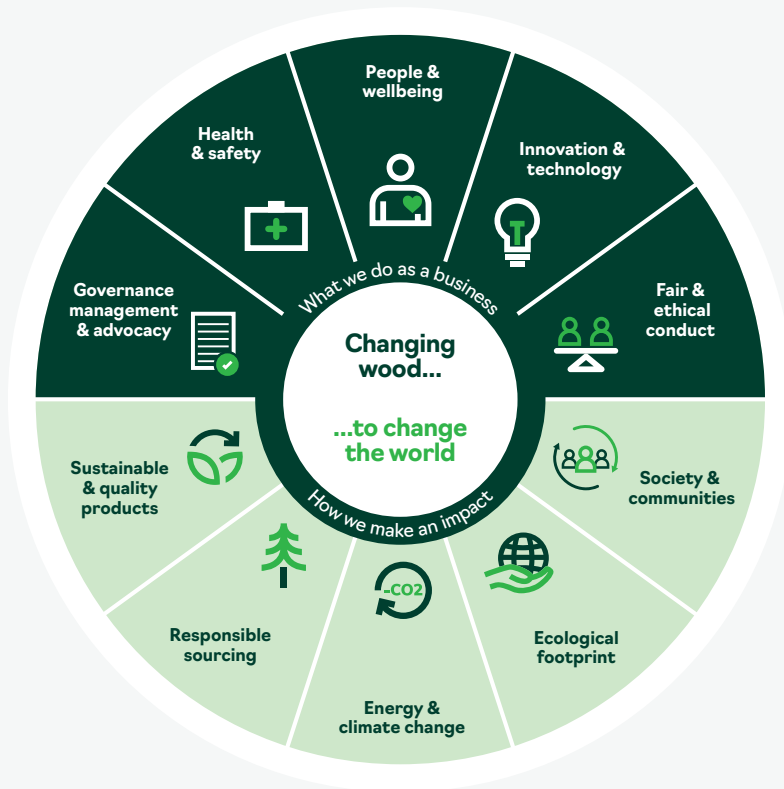 People &
wellbeing
Health
& safety
Innovation &
technology
Governance
management
& advocacy
Fair &
ethical
conduct
What we do as a business
Changing
wood...
...to change
the world
How we make an impact
Sustainable
& quality
products
Society &
communities
Responsible
sourcing
-CO2
Ecological
footprint
Energy &
climate change